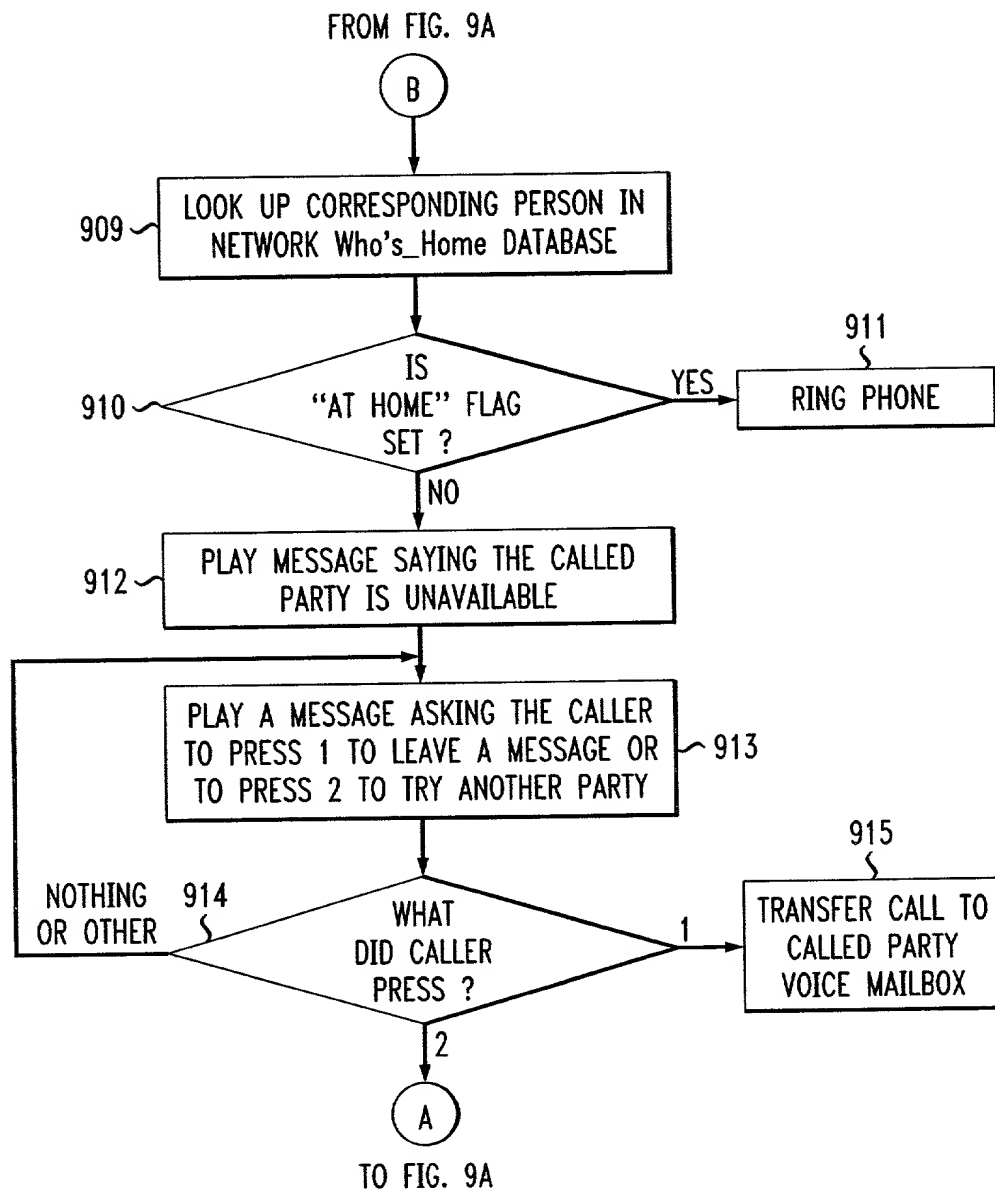 FROM FIG. 9A
B
909
LOOK UP CORRESPONDING PERSON IN
NETWORK Who's_Home DATABASE
910
IS
“AT HOME” FLAG
SET ?
YES
911
RING PHONE
NO
912
PLAY MESSAGE SAYING THE CALLED
PARTY IS UNAVAILABLE
PLAY A MESSAGE ASKING THE CALLER
TO PRESS 1 TO LEAVE A MESSAGE OR
TO PRESS 2 TO TRY ANOTHER PARTY
913
NOTHING
OR OTHER
914
WHAT
DID CALLER
PRESS ?
1
915
TRANSFER CALL TO
CALLED PARTY
VOICE MAILBOX
2
A
TO FIG. 9A